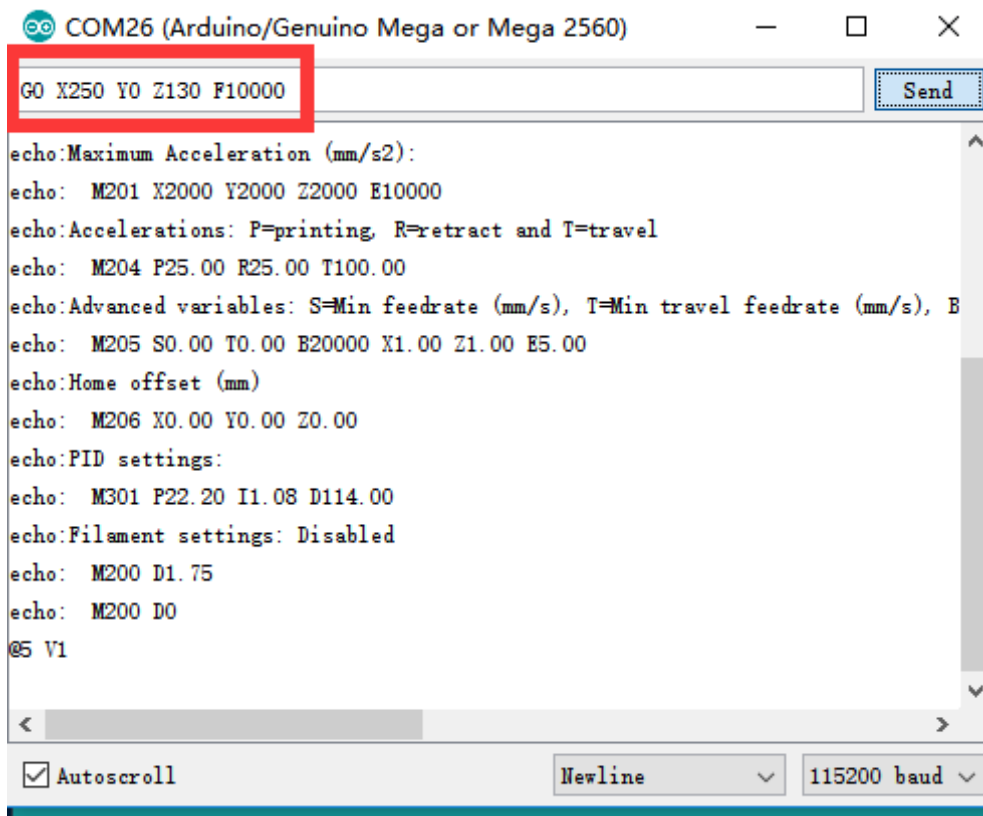 COM26 (Arduino/Genuino Mega or Mega 2560)
G0 X250 Y0 Z130 F10000
Send
echo:Maximum Acceleration (mm/s2):
echo:  M201 X2000 Y2000 Z2000 E10000
echo:Accelerations: P=printing, R=retract and T=travel
echo:  M204 P25.00 R25.00 T100.00
echo:Advanced variables: S=Min feedrate (mm/s), T=Min travel feedrate (mm/s), B
echo:  M205 S0.00 T0.00 B20000 X1.00 Z1.00 E5.00
echo:Home offset (mm)
echo:  M206 X0.00 Y0.00 Z0.00
echo:PID settings:
echo:  M301 P22.20 I1.08 D114.00
echo:Filament settings: Disabled
echo:  M200 D1.75
echo:  M200 D0
@5 V1
Autoscroll
Newline
115200 baud